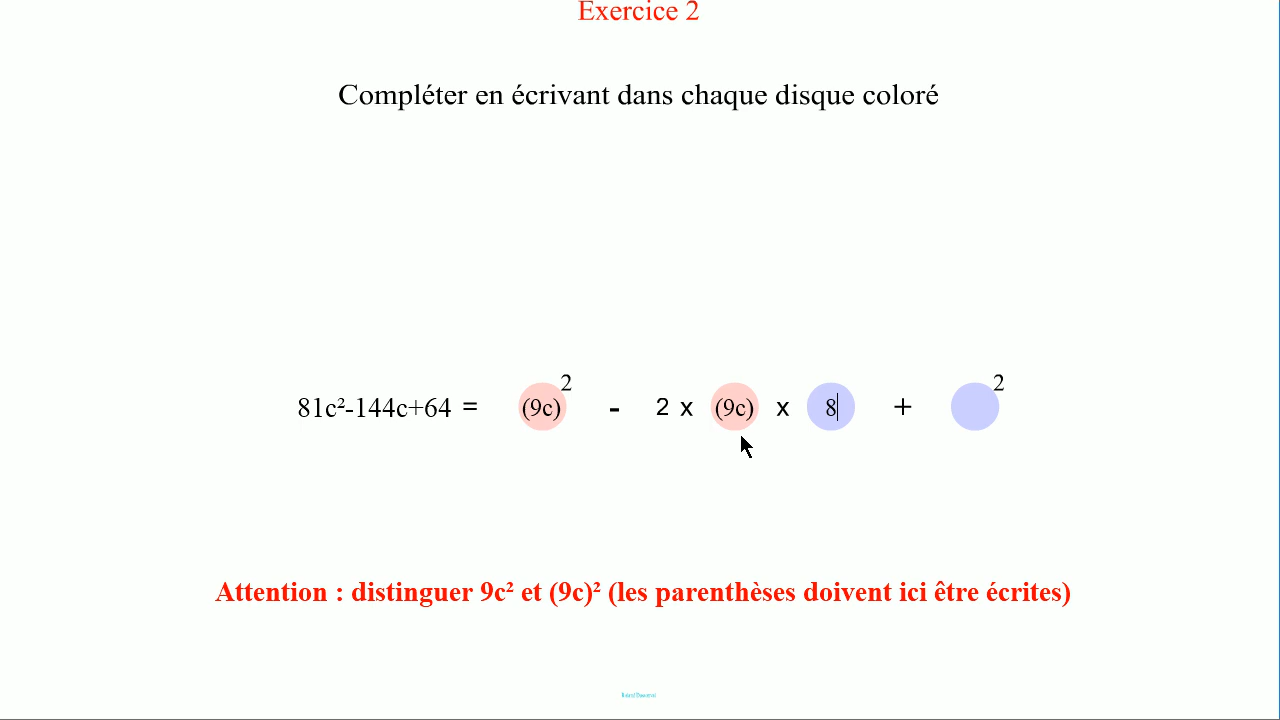 Exercice 2
Compléter en écrivant dans chaque disque coloré
81c²-144c+64 = (9c)² - 2 x (9c) x 8 + ²
Attention : distinguer 9c² et (9c)² (les parenthèses doivent ici être écrites)